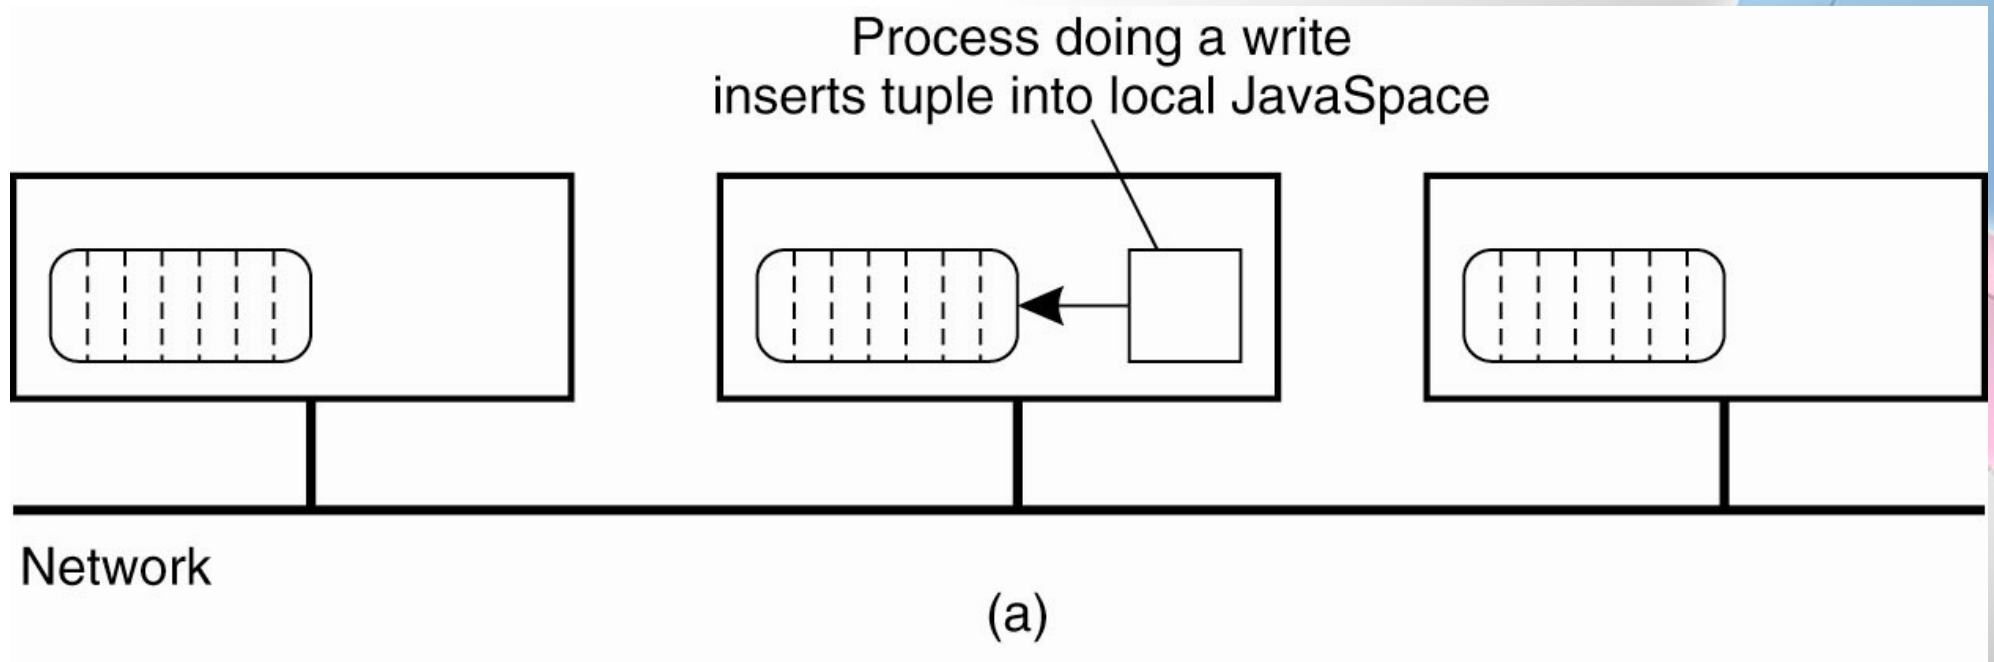 Process doing a write
inserts tuple into local JavaSpace
Network
(a)